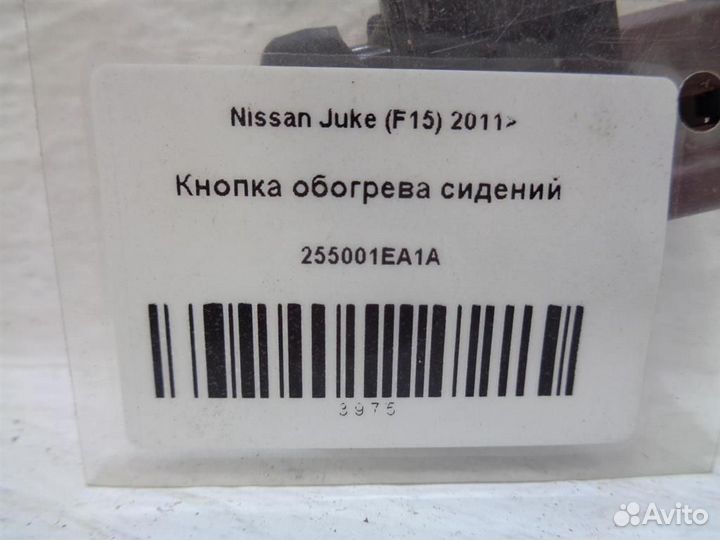 Nissan Juke (F15) 2011>
Кнопка обогрева сидений
255001EA1A
3975
Avito